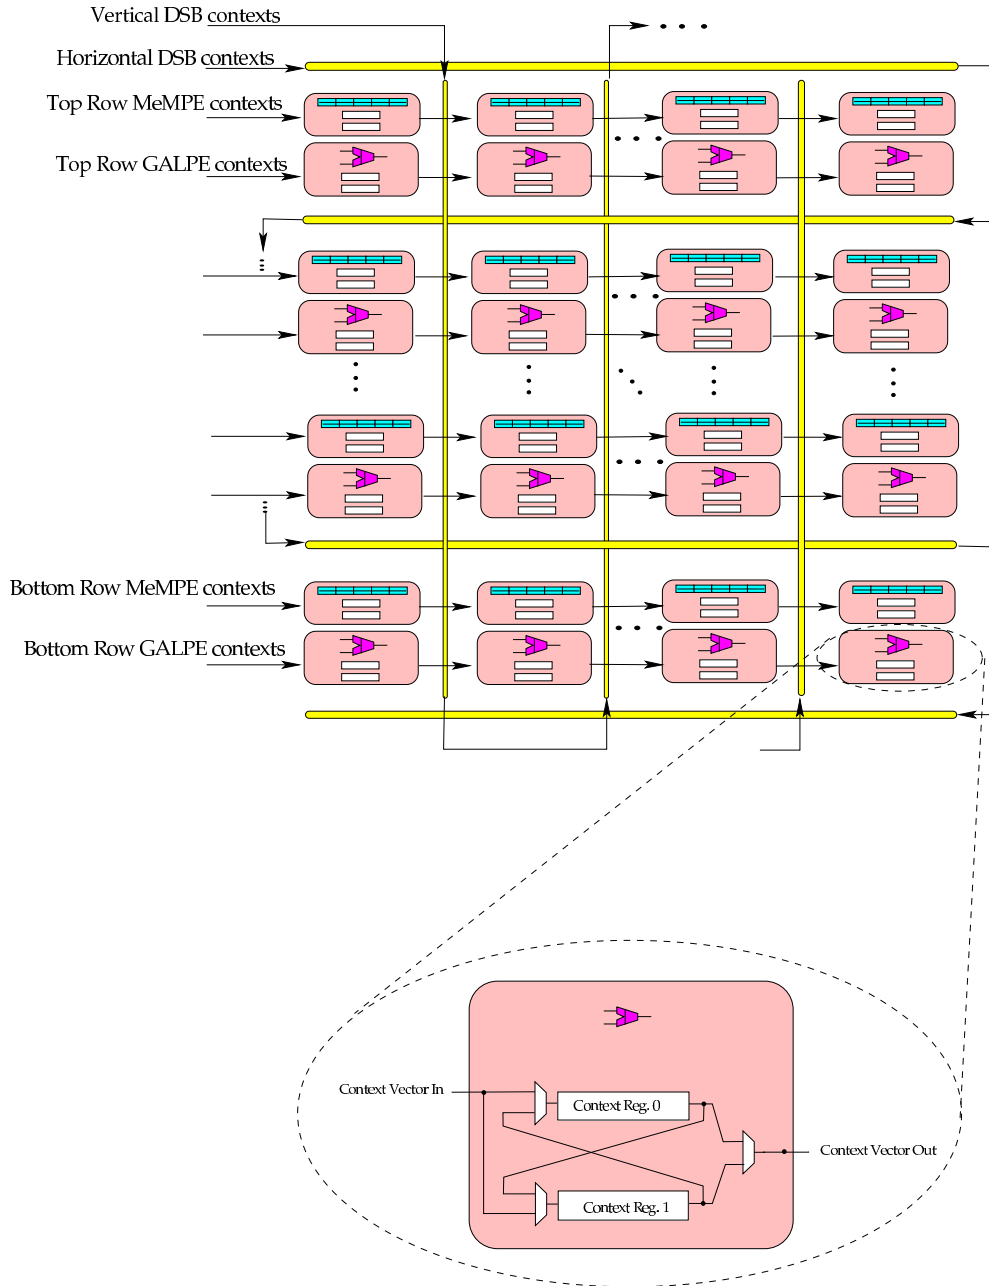 Vertical DSB contexts
Horizontal DSB contexts
Top Row MeMPE contexts
Top Row GALPE contexts
Bottom Row MeMPE contexts
Bottom Row GALPE contexts
Context Vector In
Context Reg. 0
Context Vector Out
Context Reg. 1